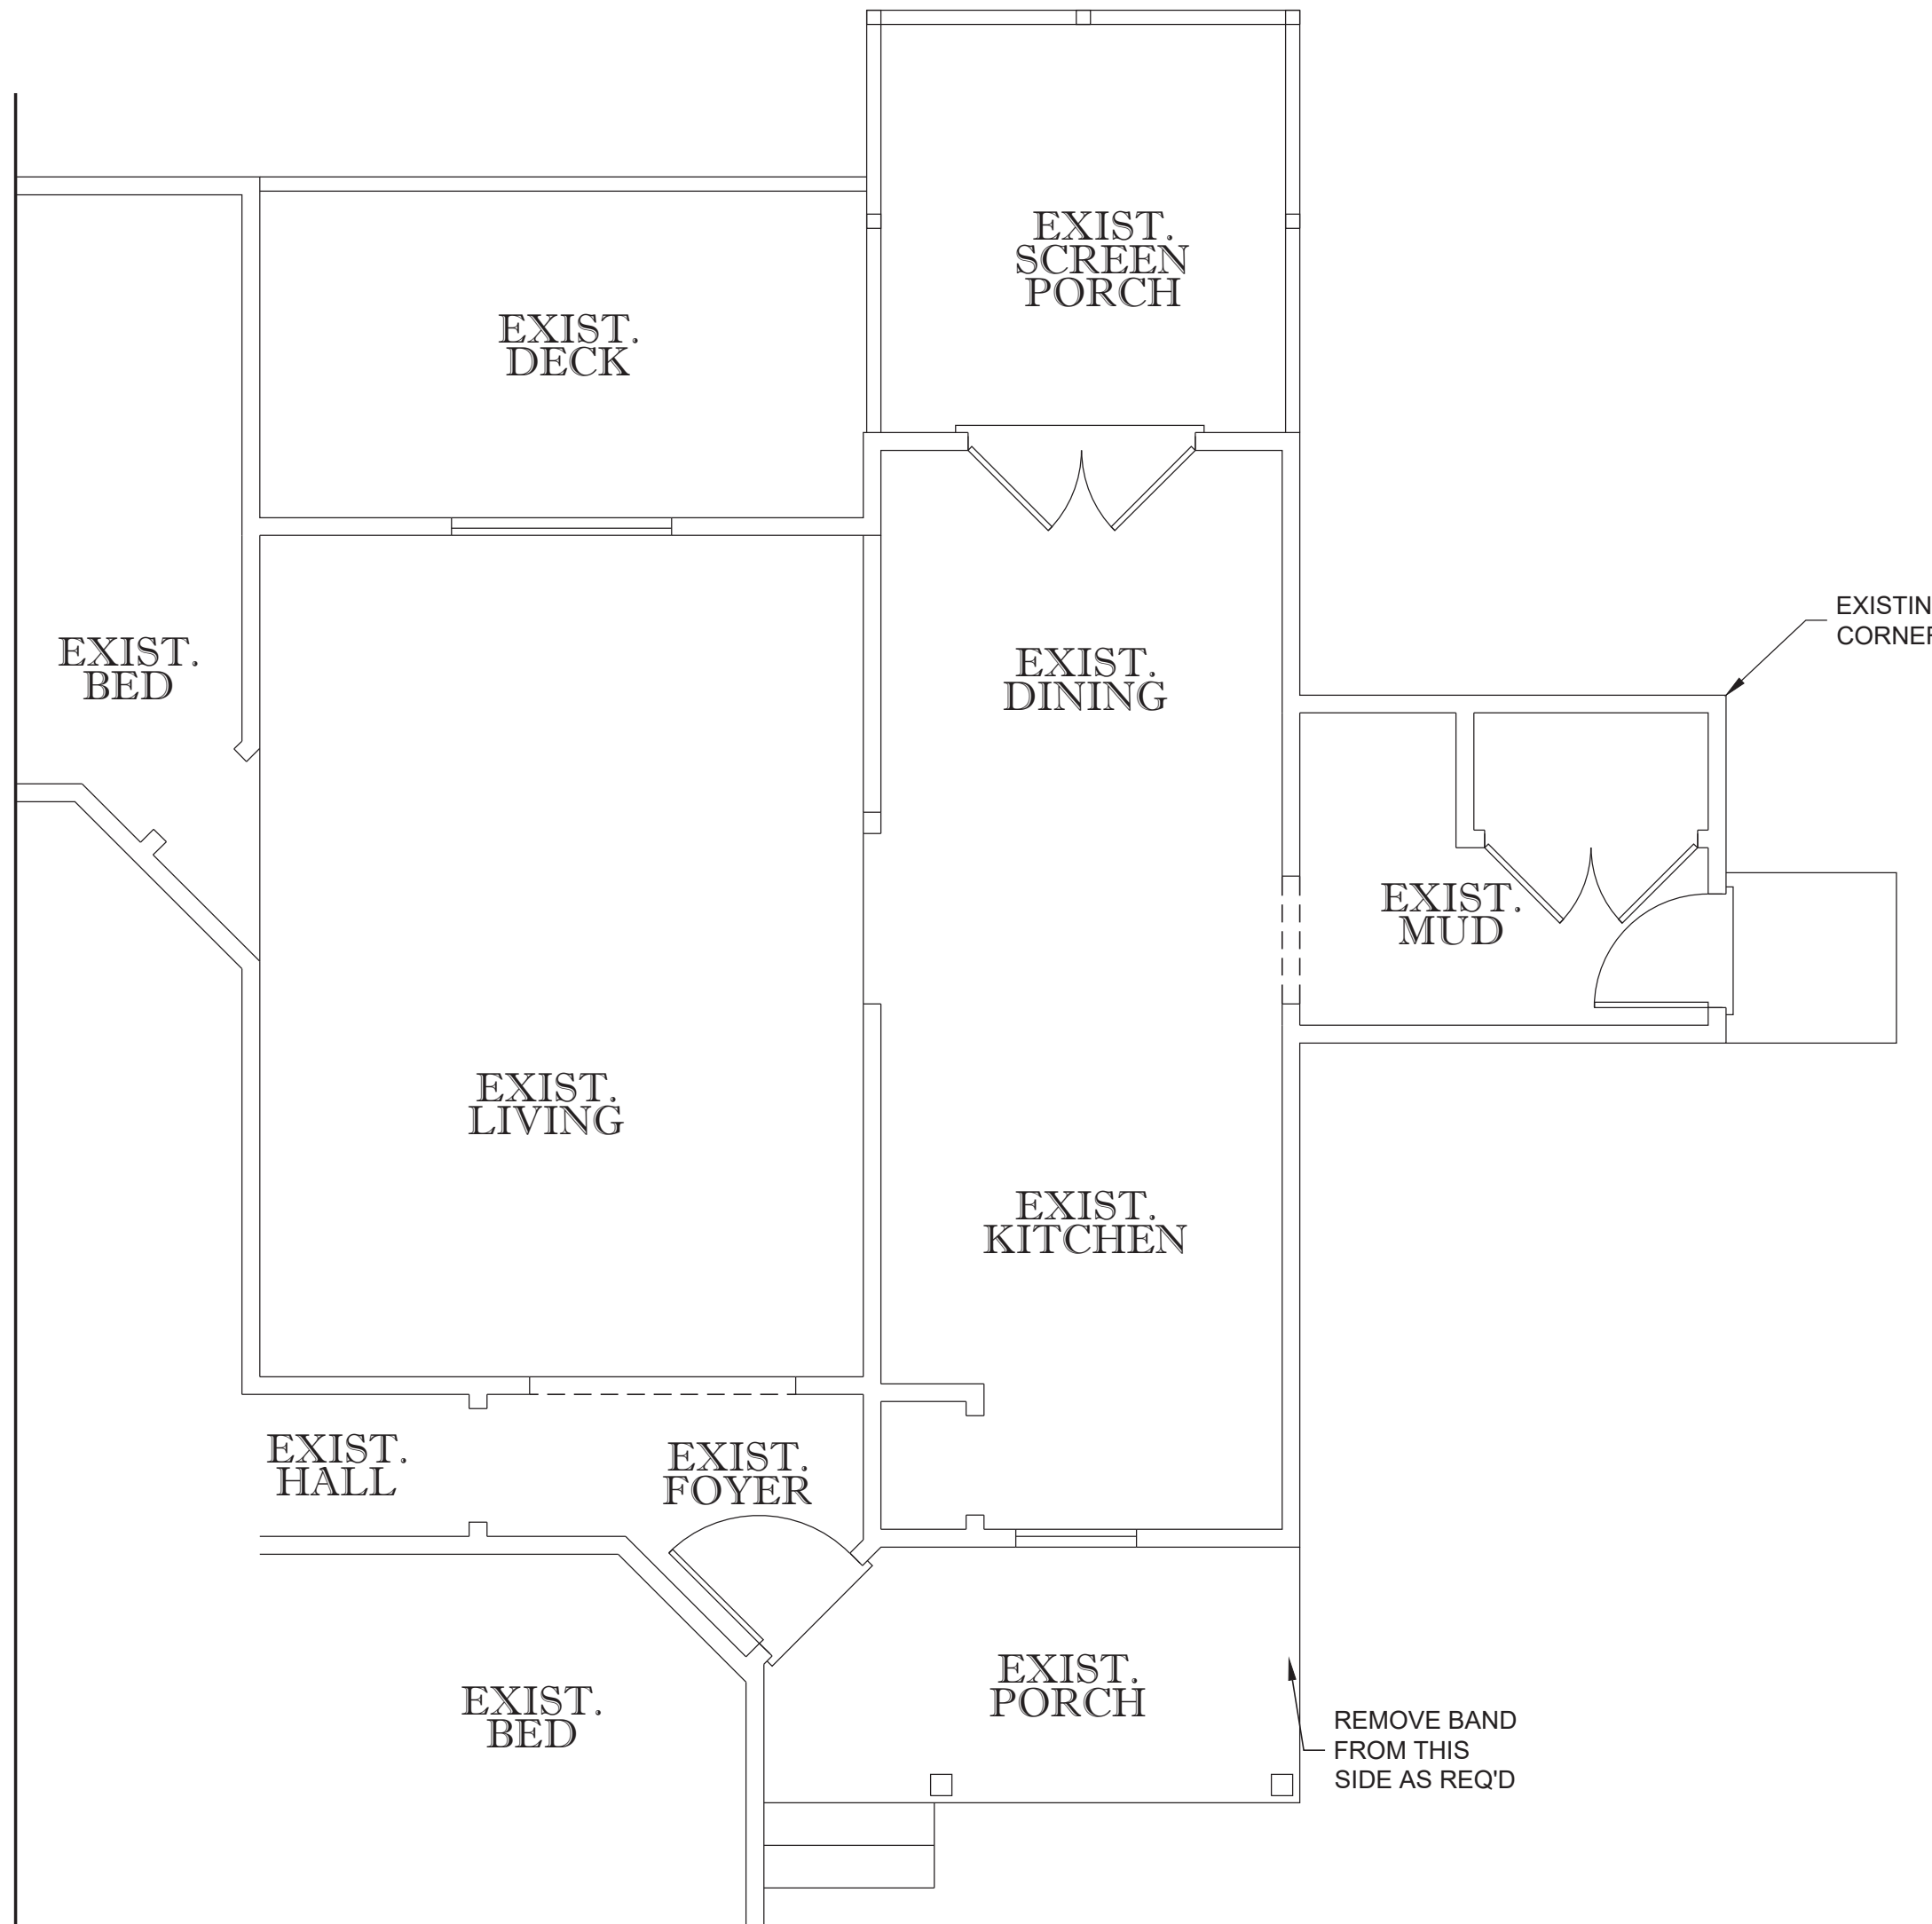 EXIST.
SCREEN
PORCH
EXIST.
DECK
EXIST.
BED
EXIST.
DINING
CORNER
EXIST.
MUD
EXIST.
LIVING
EXIST.
KITCHEN
EXIST.
HALL
EXIST.
FOYER
EXIST.
BED
EXIST.
PORCH
REMOVE BAND
FROM THIS
SIDE AS REQ'D